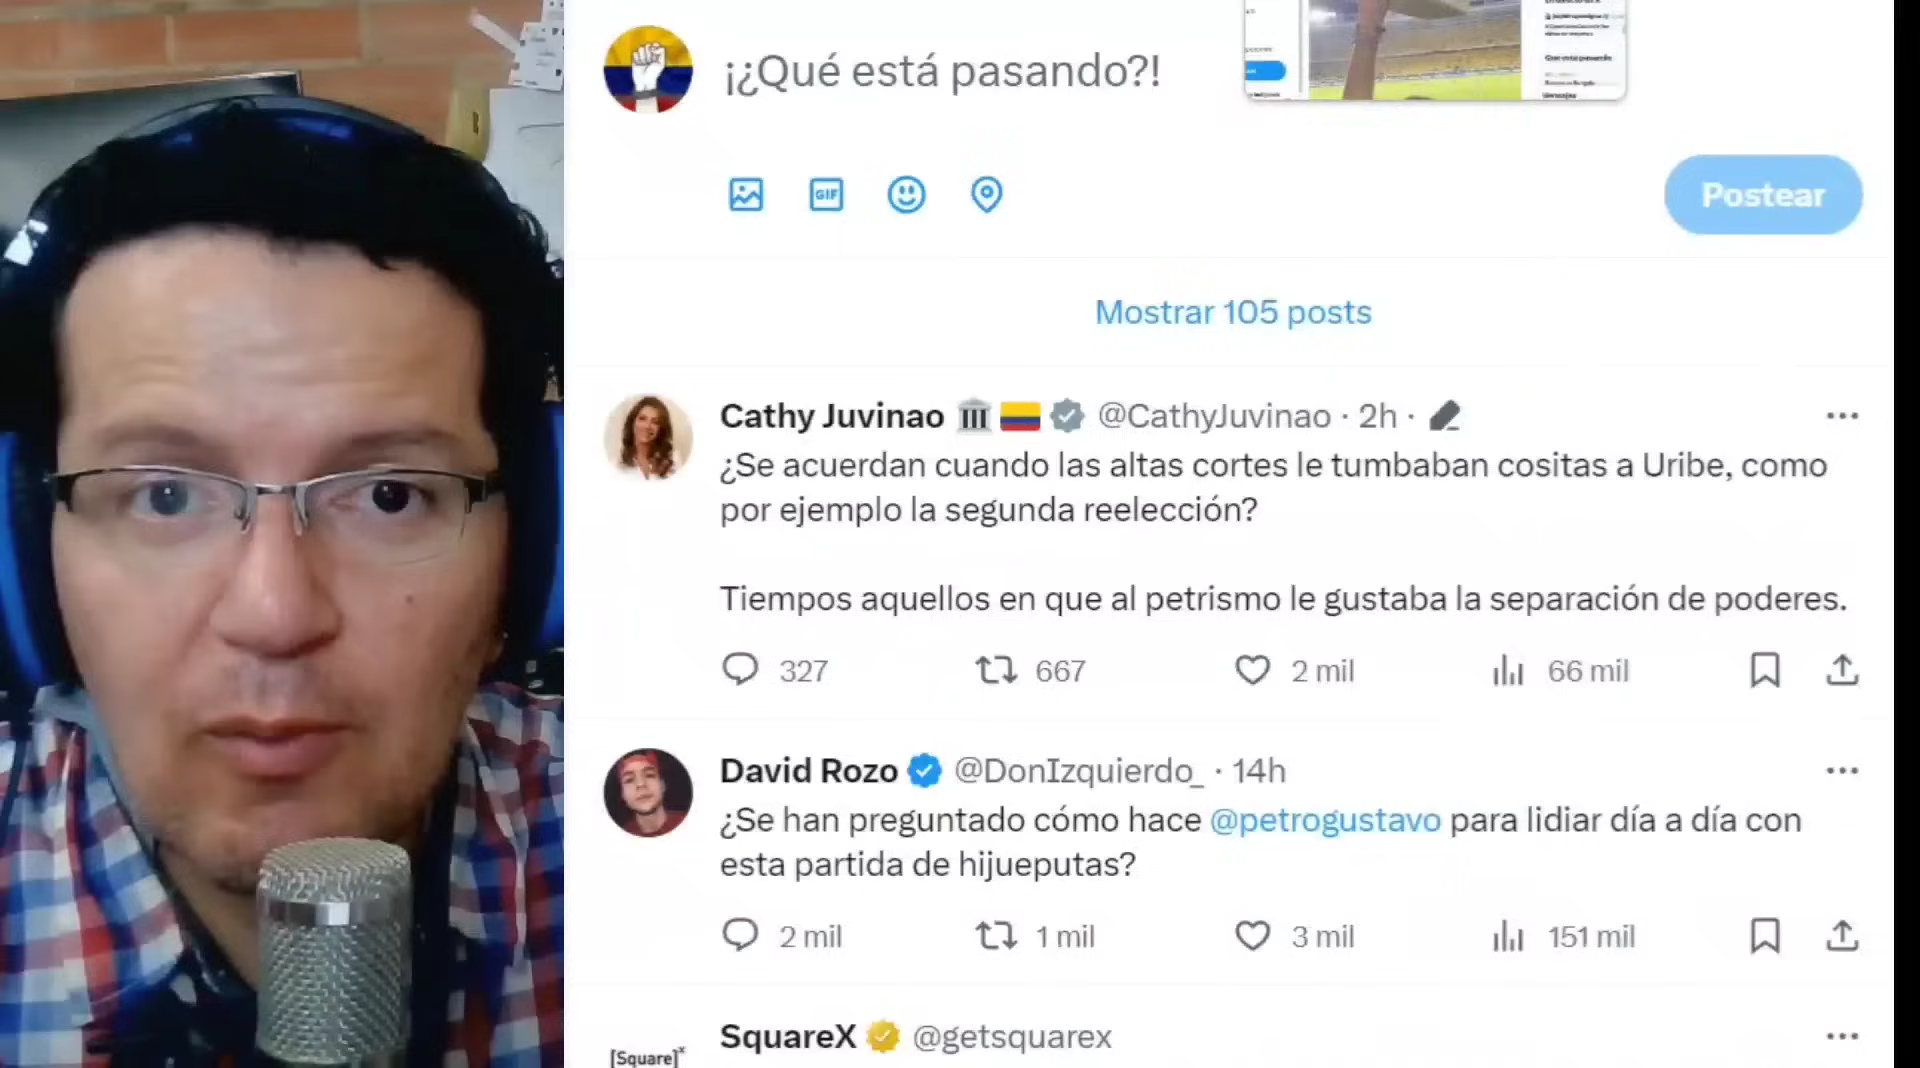 ¡¿Qué está pasando?!
GIF
Postear
Mostrar 105 posts
Cathy Juvinao @CathyJuvinao · 2h ·
¿Se acuerdan cuando las altas cortes le tumbaban cositas a Uribe, como
por ejemplo la segunda reelección?
Tiempos aquellos en que al petrismo le gustaba la separación de poderes.
327 667 2 mil 66 mil
David Rozo @DonIzquierdo_ · 14h
¿Se han preguntado cómo hace @petrogustavo para lidiar día a día con
esta partida de hijueputas?
2 mil 1 mil 3 mil 151 mil
SquareX @getsquarex
[Square]x